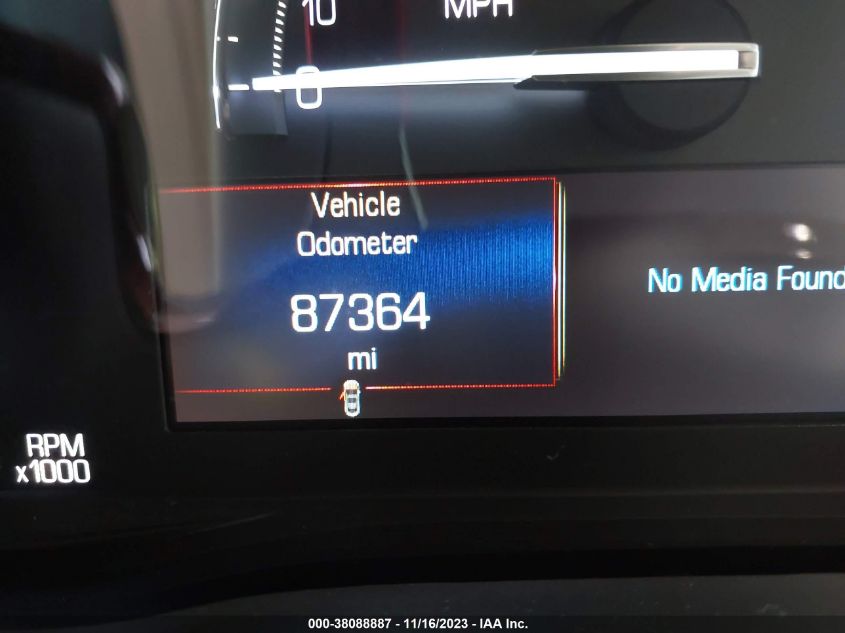 10
MPH
0
Vehicle
Odometer
87364
mi
No Media Found
RPM
x1000
000-38088887 - 11/16/2023 - IAA Inc.